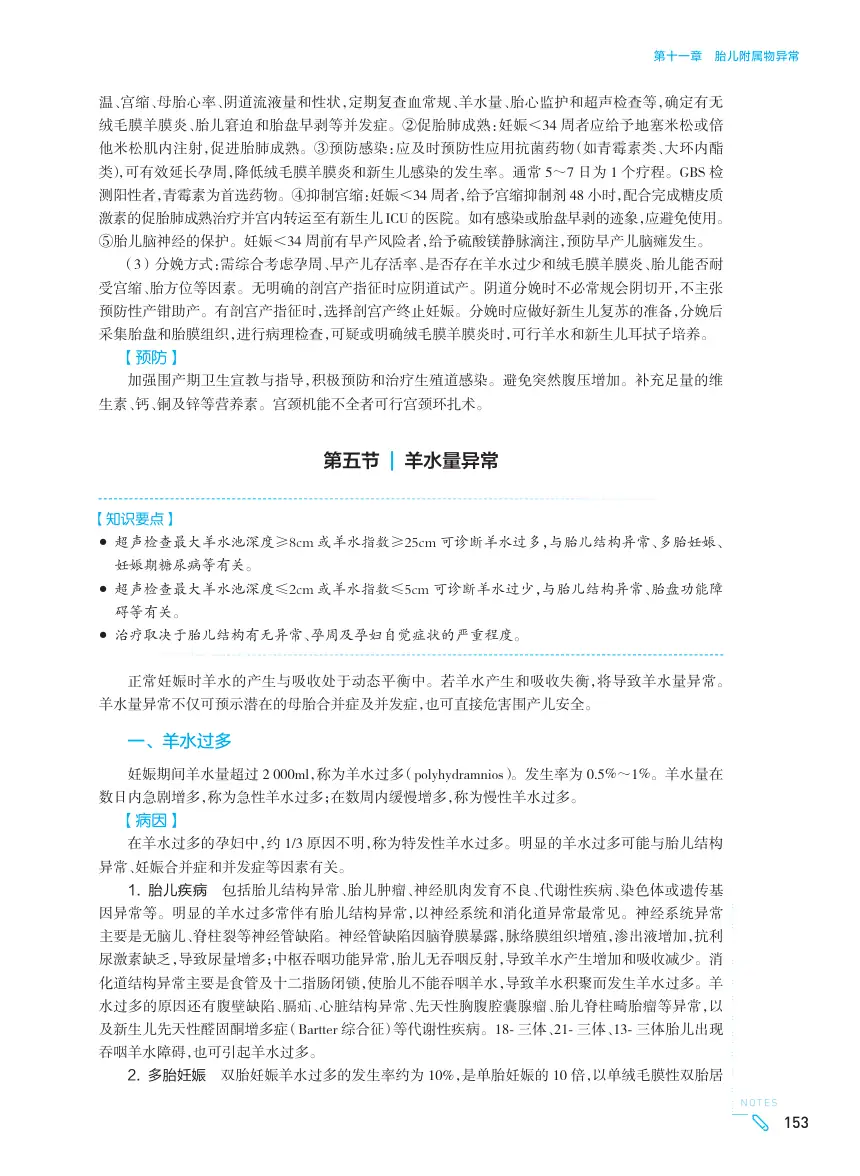 第十一章 胎儿附属物异常
温、宫缩、母胎心率、阴道流液量和性状，定期复查血常规、羊水量、胎心监护和超声检查等，确定有无
绒毛膜羊膜炎、胎儿窘迫和胎盘早剥等并发症。②促胎肺成熟：妊娠＜34 周者应给予地塞米松或倍
他米松肌内注射，促进胎肺成熟。③预防感染：应及时预防性应用抗菌药物（如青霉素类、大环内酯
类），可有效延长孕周，降低绒毛膜羊膜炎和新生儿感染的发生率。通常 5～7 日为 1 个疗程。GBS 检
测阳性者，青霉素为首选药物。④抑制宫缩：妊娠＜34 周者，给予宫缩抑制剂 48 小时，配合完成糖皮质
激素的促胎肺成熟治疗并宫内转运至有新生儿 ICU 的医院。如有感染或胎盘早剥的迹象，应避免使用。
⑤胎儿脑神经的保护。妊娠＜34 周前有早产风险者，给予硫酸镁静脉滴注，预防早产儿脑瘫发生。
（3）分娩方式：需综合考虑孕周、早产儿存活率、是否存在羊水过少和绒毛膜羊膜炎、胎儿能否耐
受宫缩、胎方位等因素。无明确的剖宫产指征时应阴道试产。阴道分娩时不必常规会阴切开，不主张
预防性产钳助产。有剖宫产指征时，选择剖宫产终止妊娠。分娩时应做好新生儿复苏的准备，分娩后
采集胎盘和胎膜组织，进行病理检查，可疑或明确绒毛膜羊膜炎时，可行羊水和新生儿耳拭子培养。
【预防】
加强围产期卫生宣教与指导，积极预防和治疗生殖道感染。避免突然腹压增加。补充足量的维
生素、钙、铜及锌等营养素。宫颈机能不全者可行宫颈环扎术。
第五节 | 羊水量异常
【知识要点】
● 超声检查最大羊水池深度≥8cm 或羊水指数≥25cm 可诊断羊水过多，与胎儿结构异常、多胎妊娠、
妊娠期糖尿病等有关。
● 超声检查最大羊水池深度≤2cm 或羊水指数≤5cm 可诊断羊水过少，与胎儿结构异常、胎盘功能障
碍等有关。
● 治疗取决于胎儿结构有无异常、孕周及孕妇自觉症状的严重程度。
正常妊娠时羊水的产生与吸收处于动态平衡中。若羊水产生和吸收失衡，将导致羊水量异常。
羊水量异常不仅可预示潜在的母胎合并症及并发症，也可直接危害围产儿安全。
一、羊水过多
妊娠期间羊水量超过 2 000ml，称为羊水过多（polyhydramnios）。发生率为 0.5%～1%。羊水量在
数日内急剧增多，称为急性羊水过多；在数周内缓慢增多，称为慢性羊水过多。
【病因】
在羊水过多的孕妇中，约 1/3 原因不明，称为特发性羊水过多。明显的羊水过多可能与胎儿结构
异常、妊娠合并症和并发症等因素有关。
1. 胎儿疾病 包括胎儿结构异常、胎儿肿瘤、神经肌肉发育不良、代谢性疾病、染色体或遗传基
因异常等。明显的羊水过多常伴有胎儿结构异常，以神经系统和消化道异常最常见。神经系统异常
主要是无脑儿、脊柱裂等神经管缺陷。神经管缺陷因脑脊膜暴露，脉络膜组织增殖，渗出液增加，抗利
尿激素缺乏，导致尿量增多；中枢吞咽功能异常，胎儿无吞咽反射，导致羊水产生增加和吸收减少。消
化道结构异常主要是食管及十二指肠闭锁，使胎儿不能吞咽羊水，导致羊水积聚而发生羊水过多。羊
水过多的原因还有腹壁缺陷、膈疝、心脏结构异常、先天性胸腹腔囊腺瘤、胎儿脊柱畸胎瘤等异常，以
及新生儿先天性醛固酮增多症（Bartter 综合征）等代谢性疾病。18- 三体、21- 三体、13- 三体胎儿出现
吞咽羊水障碍，也可引起羊水过多。
2. 多胎妊娠 双胎妊娠羊水过多的发生率约为 10%，是单胎妊娠的 10 倍，以单绒毛膜性双胎居
NOTES
153